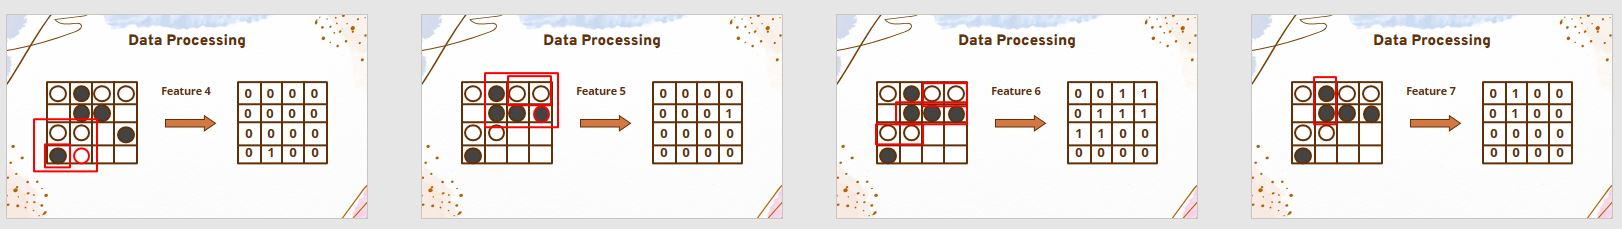 Data Processing
Feature 4
0 0 0 0
0 0 0 0
0 0 0 0
0 1 0 0
Data Processing
Feature 5
0 0 0 0
0 0 0 1
0 0 0 0
0 0 0 0
Data Processing
Feature 6
0 0 1 1
0 1 1 1
1 1 0 0
0 0 0 0
Data Processing
Feature 7
0 1 0 0
0 1 0 0
0 0 0 0
0 0 0 0